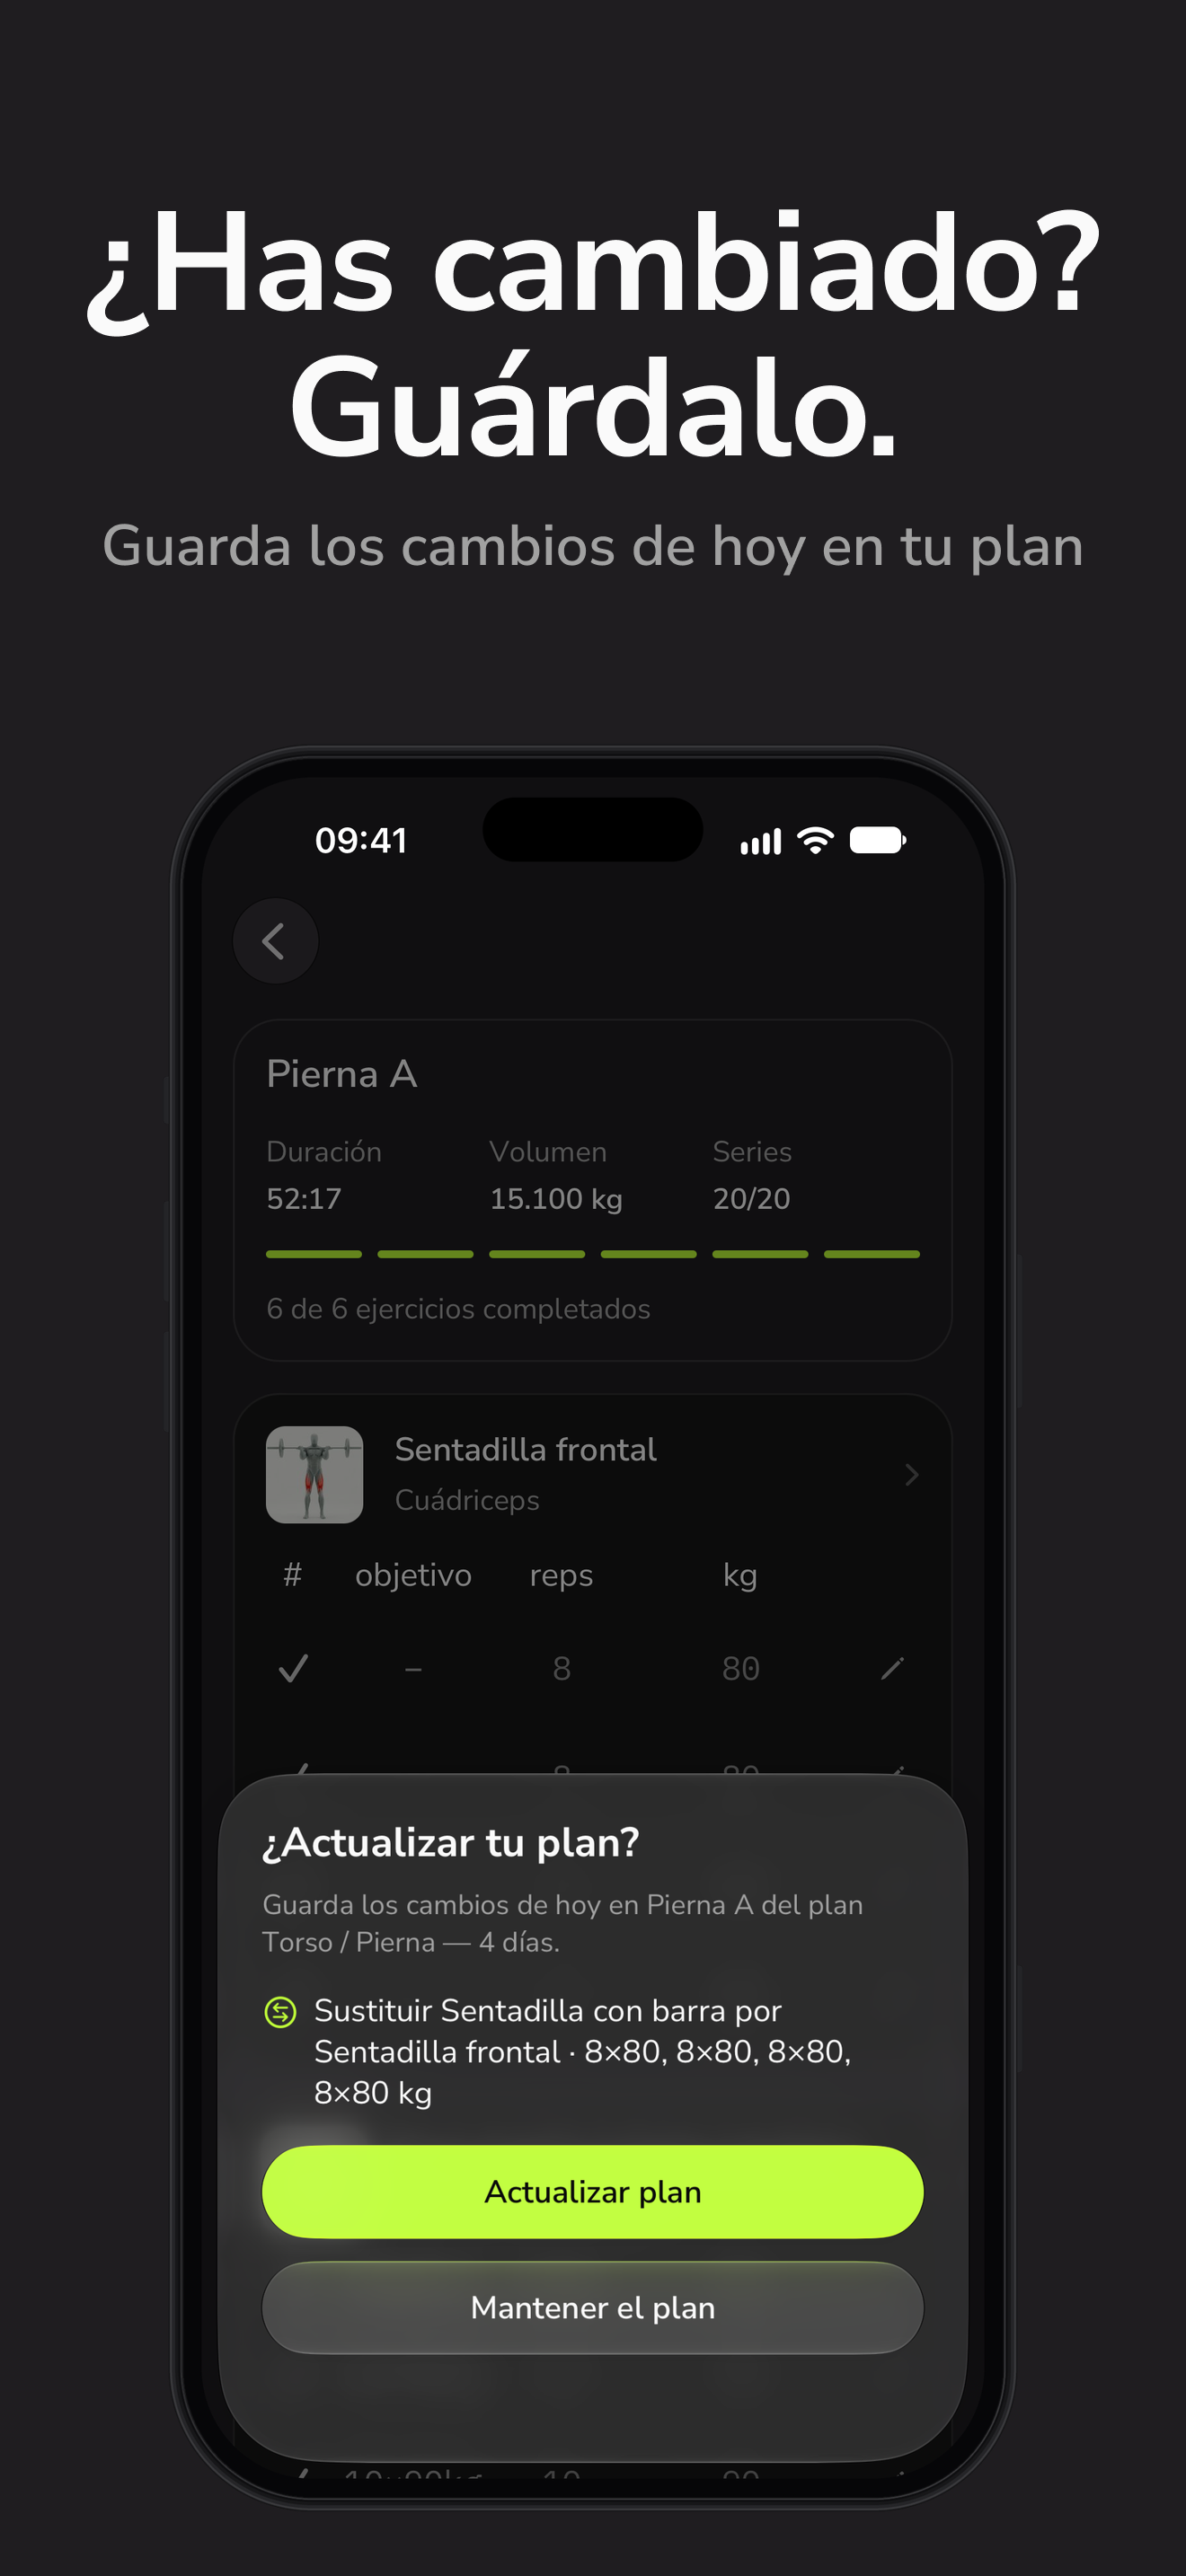 ¿Has cambiado?
Guárdalo.
Guarda los cambios de hoy en tu plan
09:41
Pierna A
Duración Volumen Series
52:17 15.100 kg 20/20
6 de 6 ejercicios completados
Sentadilla frontal
Cuádriceps
# objetivo reps kg
– 8 80
¿Actualizar tu plan?
Guarda los cambios de hoy en Pierna A del plan
Torso / Pierna — 4 días.
Sustituir Sentadilla con barra por
Sentadilla frontal · 8×80, 8×80, 8×80,
8×80 kg
Actualizar plan
Mantener el plan